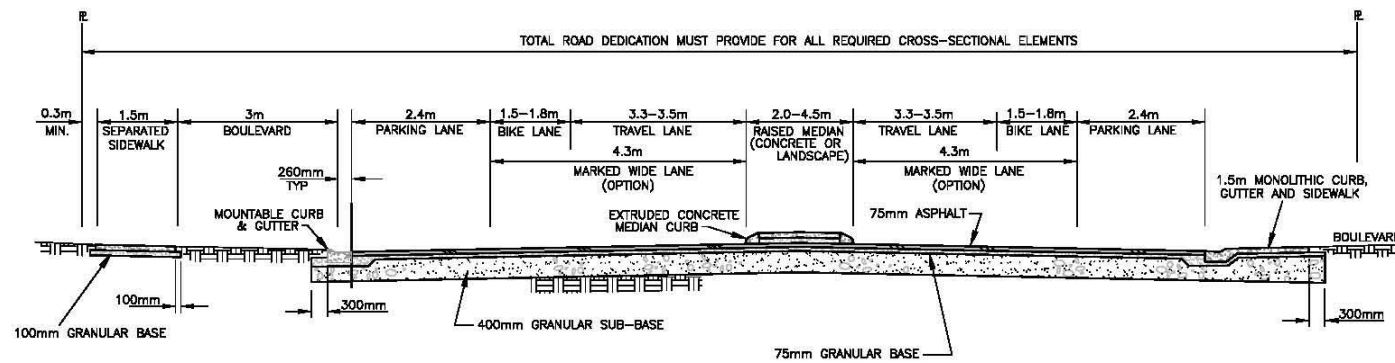 ℄ ℄
TOTAL ROAD DEDICATION MUST PROVIDE FOR ALL REQUIRED CROSS-SECTIONAL ELEMENTS
0.3m
MIN.
1.5m
SEPARATED
SIDEWALK
3m
BOULEVARD
2.4m
PARKING LANE
1.5-1.8m
BIKE LANE
3.3-3.5m
TRAVEL LANE
2.0-4.5m
RAISED MEDIAN
(CONCRETE OR
LANDSCAPE)
3.3-3.5m
TRAVEL LANE
1.5-1.8m
BIKE LANE
2.4m
PARKING LANE
4.3m
MARKED WIDE LANE
(OPTION)
4.3m
MARKED WIDE LANE
(OPTION)
260mm
TYP
MOUNTABLE CURB
& GUTTER
EXTRUDED CONCRETE
MEDIAN CURB
75mm ASPHALT
1.5m MONOLITHIC CURB,
GUTTER AND SIDEWALK
BOULEVARD
100mm
100mm GRANULAR BASE
300mm
400mm GRANULAR SUB-BASE
75mm GRANULAR BASE
300mm